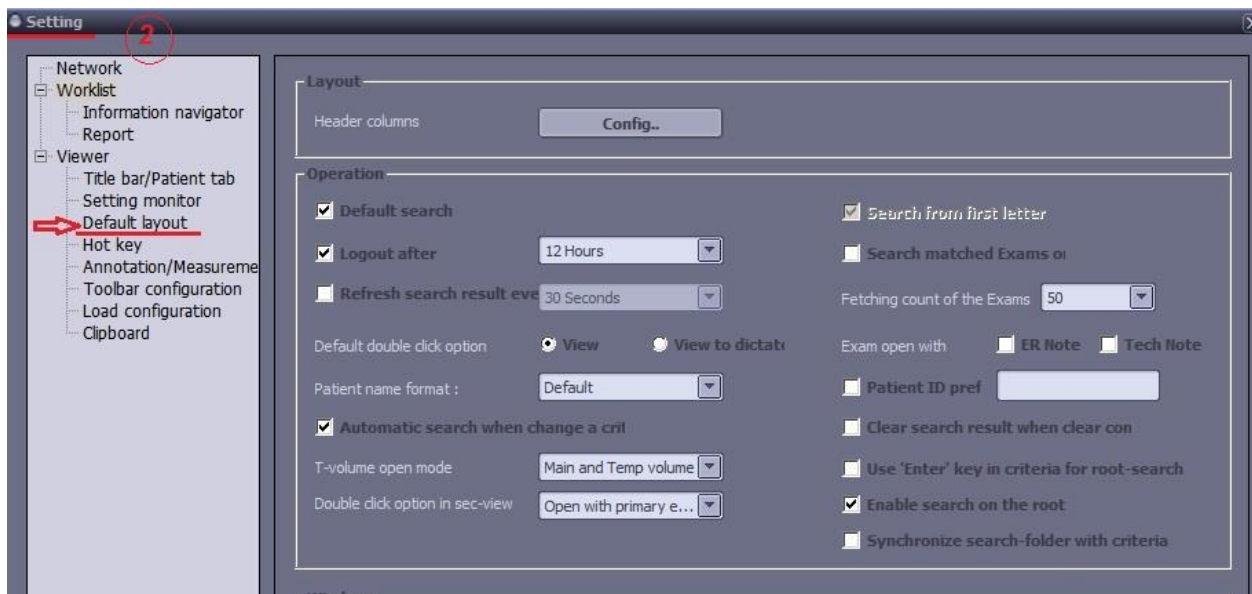 Setting
2
Network
Worklist
Information navigator
Report
Viewer
Title bar/Patient tab
Setting monitor
Default layout
Hot key
Annotation/Measureme
Toolbar configuration
Load configuration
Clipboard
Layout
Header columns
Config..
Operation
Default search
Search from first letter
Logout after
12 Hours
Search matched Exams
Refresh search result eve
30 Seconds
Fetching count of the Exams
50
Default double click option
View
View to dictate
Exam open with
ER Note
Tech Note
Patient name format :
Default
Patient ID pref
Automatic search when change a crit
Clear search result when clear con
T-volume open mode
Main and Temp volume
Use 'Enter' key in criteria for root-search
Double click option in sec-view
Open with primary e...
Enable search on the root
Synchronize search-folder with criteria